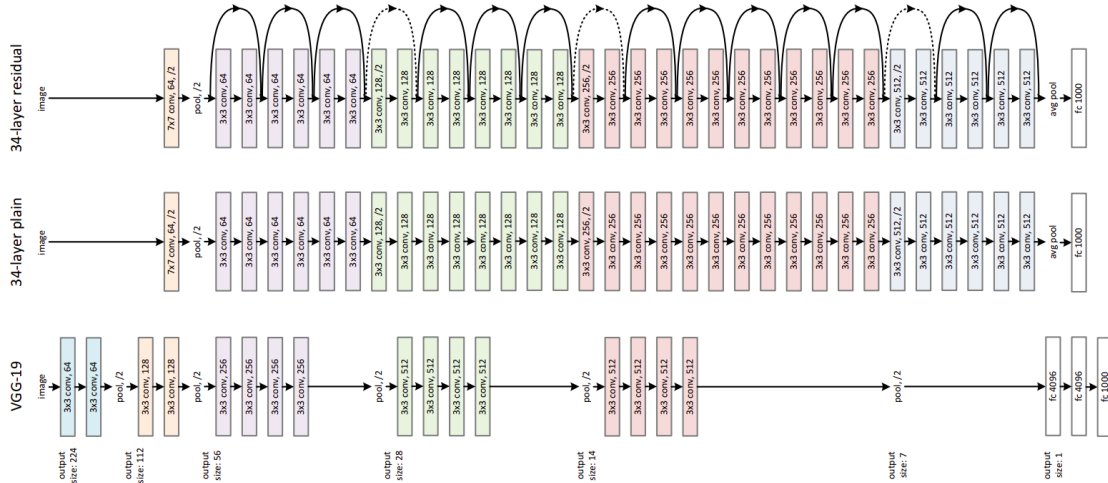 34-layer residual
image
7x7 conv, 64, /2
pool, /2
3x3 conv, 64
3x3 conv, 64
3x3 conv, 64
3x3 conv, 64
3x3 conv, 64
3x3 conv, 64
3x3 conv, 128, /2
3x3 conv, 128
3x3 conv, 128
3x3 conv, 128
3x3 conv, 128
3x3 conv, 128
3x3 conv, 128
3x3 conv, 128
3x3 conv, 256, /2
3x3 conv, 256
3x3 conv, 256
3x3 conv, 256
3x3 conv, 256
3x3 conv, 256
3x3 conv, 256
3x3 conv, 256
3x3 conv, 256
3x3 conv, 256
3x3 conv, 256
3x3 conv, 256
3x3 conv, 512, /2
3x3 conv, 512
3x3 conv, 512
3x3 conv, 512
3x3 conv, 512
3x3 conv, 512
avg pool
fc 1000
34-layer plain
image
7x7 conv, 64, /2
pool, /2
3x3 conv, 64
3x3 conv, 64
3x3 conv, 64
3x3 conv, 64
3x3 conv, 64
3x3 conv, 64
3x3 conv, 128, /2
3x3 conv, 128
3x3 conv, 128
3x3 conv, 128
3x3 conv, 128
3x3 conv, 128
3x3 conv, 128
3x3 conv, 128
3x3 conv, 256, /2
3x3 conv, 256
3x3 conv, 256
3x3 conv, 256
3x3 conv, 256
3x3 conv, 256
3x3 conv, 256
3x3 conv, 256
3x3 conv, 256
3x3 conv, 256
3x3 conv, 256
3x3 conv, 256
3x3 conv, 512, /2
3x3 conv, 512
3x3 conv, 512
3x3 conv, 512
3x3 conv, 512
3x3 conv, 512
avg pool
fc 1000
VGG-19
image
3x3 conv, 64
3x3 conv, 64
pool, /2
3x3 conv, 128
3x3 conv, 128
pool, /2
3x3 conv, 256
3x3 conv, 256
3x3 conv, 256
3x3 conv, 256
pool, /2
3x3 conv, 512
3x3 conv, 512
3x3 conv, 512
3x3 conv, 512
pool, /2
3x3 conv, 512
3x3 conv, 512
3x3 conv, 512
3x3 conv, 512
pool, /2
fc 4096
fc 4096
fc 1000
output
size: 224
output
size: 112
output
size: 56
output
size: 28
output
size: 14
output
size: 7
output
size: 1